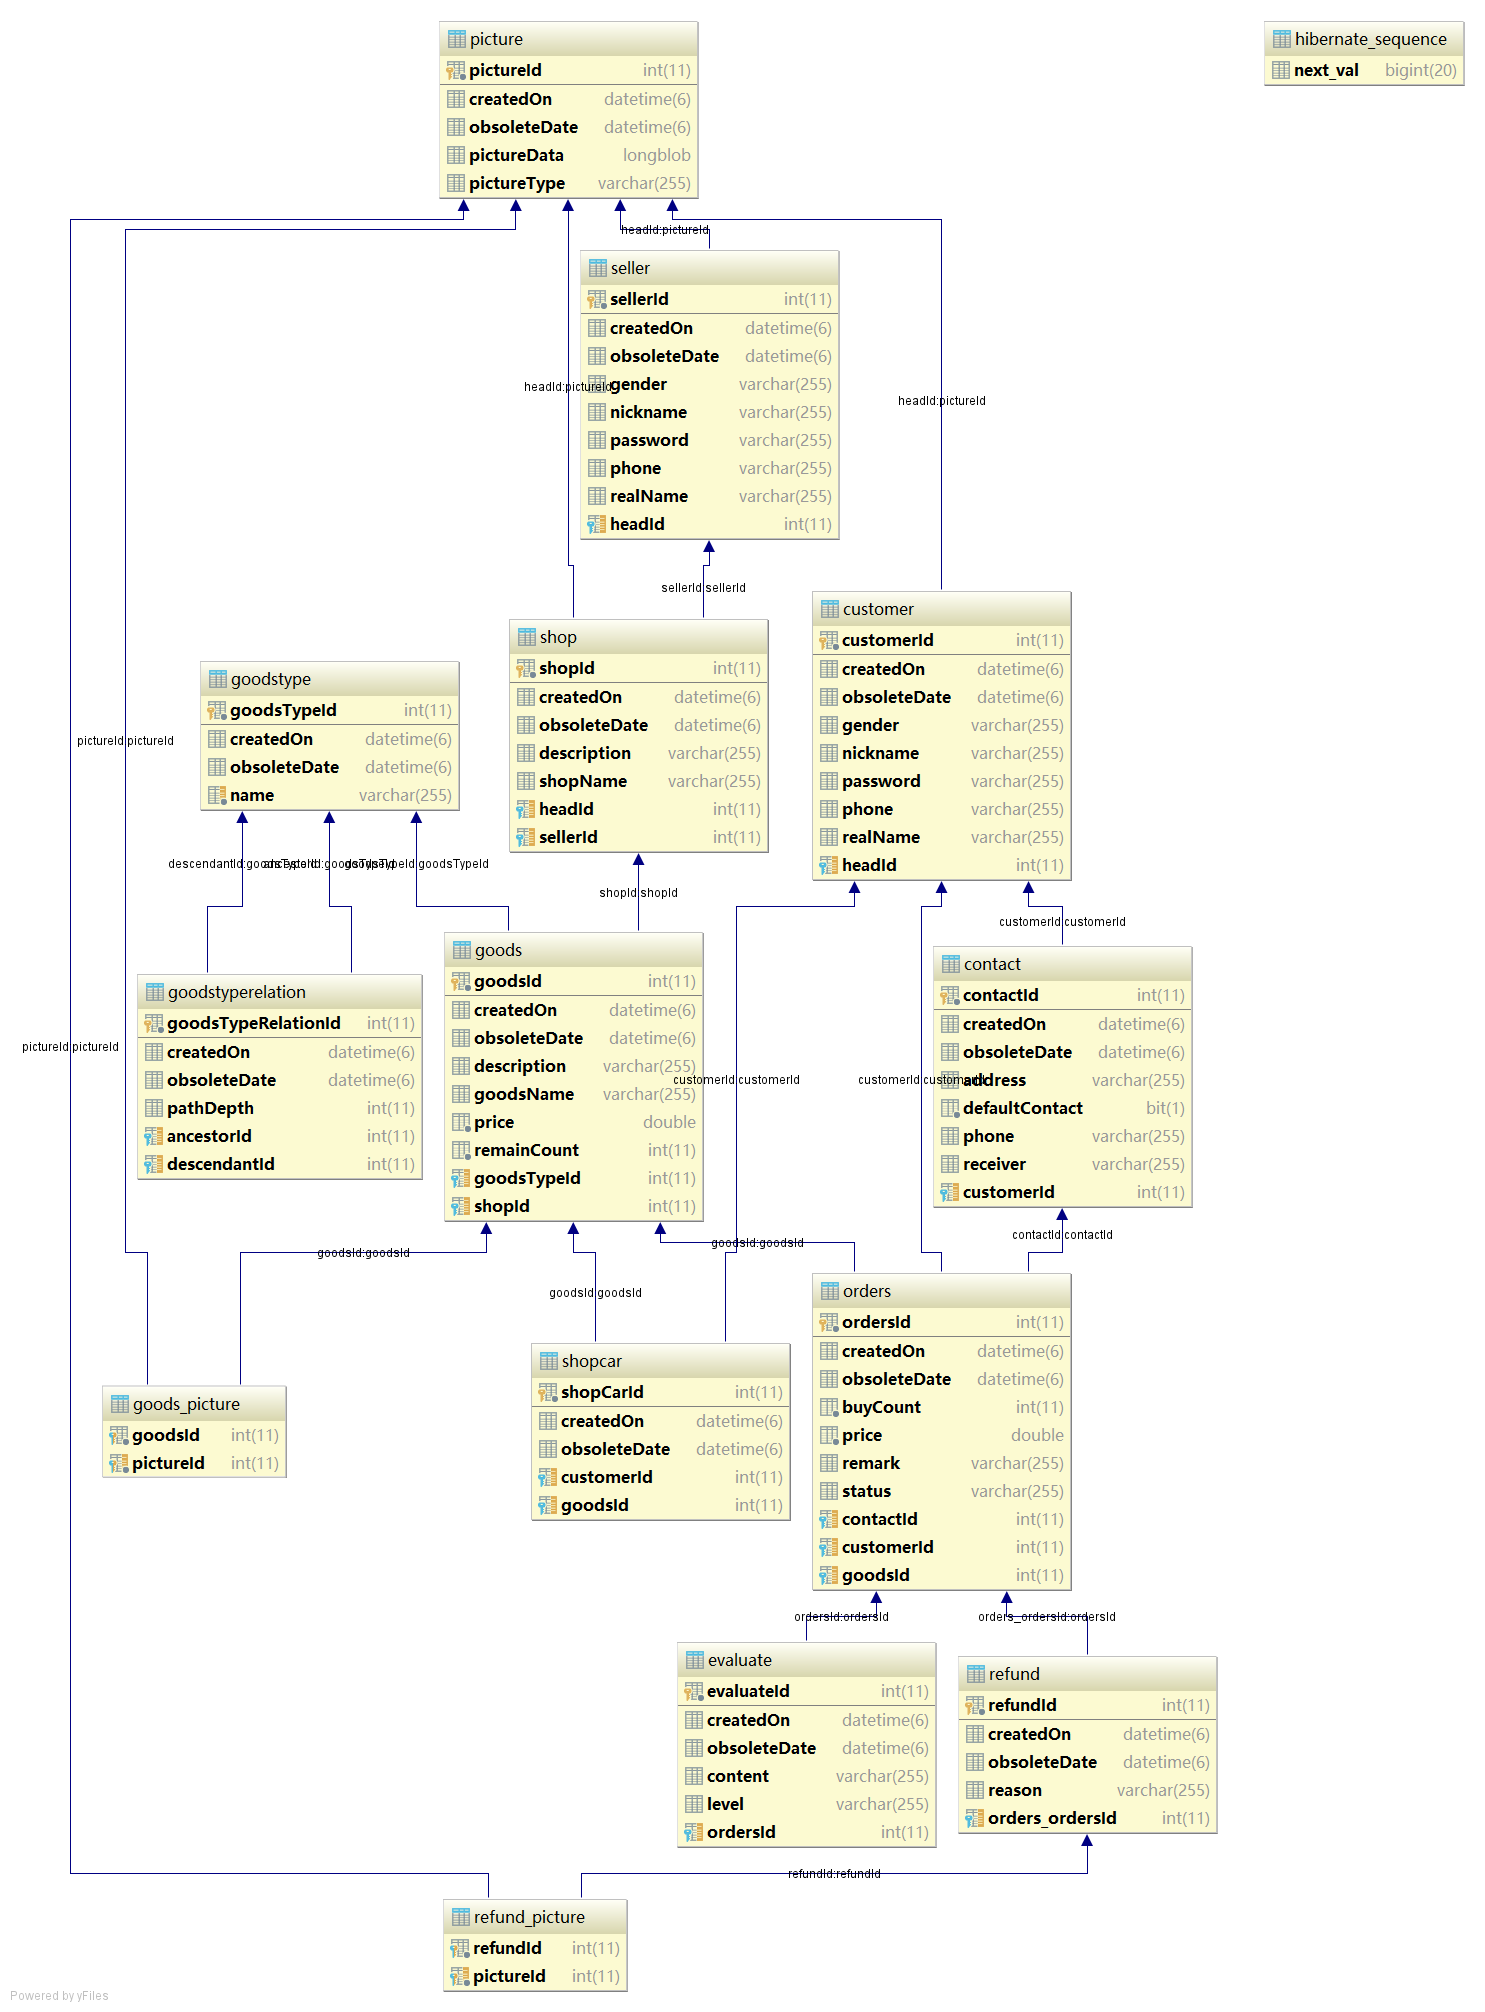 picture
pictureId int(11)
createdOn datetime(6)
obsoleteDate datetime(6)
pictureData longblob
pictureType varchar(255)
hibernate_sequence
next_val bigint(20)
headId:pictureId
seller
sellerId int(11)
createdOn datetime(6)
obsoleteDate datetime(6)
gender varchar(255)
nickname varchar(255)
password varchar(255)
phone varchar(255)
realName varchar(255)
headId int(11)
headId:pictureId
headId:pictureId
sellerId:sellerId
customer
customerId int(11)
createdOn datetime(6)
obsoleteDate datetime(6)
gender varchar(255)
nickname varchar(255)
password varchar(255)
phone varchar(255)
realName varchar(255)
headId int(11)
shop
shopId int(11)
createdOn datetime(6)
obsoleteDate datetime(6)
description varchar(255)
shopName varchar(255)
headId int(11)
sellerId int(11)
goodstype
goodsTypeId int(11)
createdOn datetime(6)
obsoleteDate datetime(6)
name varchar(255)
pictureId:pictureId
descendantId:goodsTypeId
ancestorId:goodsTypeId
goodsTypeId:goodsTypeId
shopId:shopId
customerId:customerId
goods
goodsId int(11)
createdOn datetime(6)
obsoleteDate datetime(6)
description varchar(255)
goodsName varchar(255)
price double
remainCount int(11)
goodsTypeId int(11)
shopId int(11)
contact
contactId int(11)
createdOn datetime(6)
obsoleteDate datetime(6)
address varchar(255)
defaultContact bit(1)
phone varchar(255)
receiver varchar(255)
customerId int(11)
goodstyperelation
goodsTypeRelationId int(11)
createdOn datetime(6)
obsoleteDate datetime(6)
pathDepth int(11)
ancestorId int(11)
descendantId int(11)
pictureId:pictureId
customerId:customerId
customerId:customerId
goodsId:goodsId
goodsId:goodsId
contactId:contactId
goodsId:goodsId
orders
ordersId int(11)
createdOn datetime(6)
obsoleteDate datetime(6)
buyCount int(11)
price double
remark varchar(255)
status varchar(255)
contactId int(11)
customerId int(11)
goodsId int(11)
shopcar
shopCarId int(11)
createdOn datetime(6)
obsoleteDate datetime(6)
customerId int(11)
goodsId int(11)
goods_picture
goodsId int(11)
pictureId int(11)
ordersId:ordersId
orders_ordersId:ordersId
evaluate
evaluateId int(11)
createdOn datetime(6)
obsoleteDate datetime(6)
content varchar(255)
level varchar(255)
ordersId int(11)
refund
refundId int(11)
createdOn datetime(6)
obsoleteDate datetime(6)
reason varchar(255)
orders_ordersId int(11)
refundId:refundId
refund_picture
refundId int(11)
pictureId int(11)
Powered by yFiles